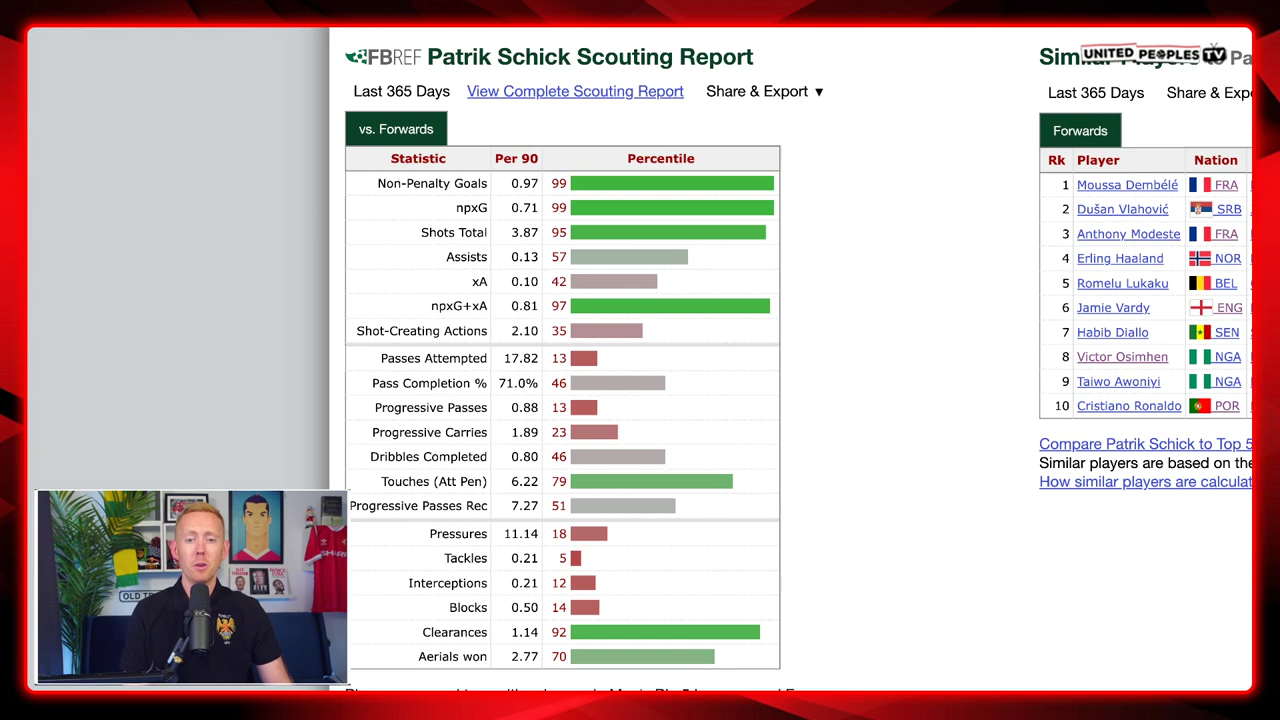 FBREF Patrik Schick Scouting Report
Last 365 Days View Complete Scouting Report Share & Export ▼
vs. Forwards
Statistic Per 90 Percentile
Non-Penalty Goals 0.97 99
npxG 0.71 99
Shots Total 3.87 95
Assists 0.13 57
xA 0.10 42
npxG+xA 0.81 97
Shot-Creating Actions 2.10 35
Passes Attempted 17.82 13
Pass Completion % 71.0% 46
Progressive Passes 0.88 13
Progressive Carries 1.89 23
Dribbles Completed 0.80 46
Touches (Att Pen) 6.22 79
Progressive Passes Rec 7.27 51
Pressures 11.14 18
Tackles 0.21 5
Interceptions 0.21 12
Blocks 0.50 14
Clearances 1.14 92
Aerials won 2.77 70
UNITED PEOPLES TV
Similar Players to Pa
Last 365 Days Share & Expo
Forwards
Rk Player Nation
1 Moussa Dembélé FRA
2 Dušan Vlahović SRB
3 Anthony Modeste FRA
4 Erling Haaland NOR
5 Romelu Lukaku BEL
6 Jamie Vardy ENG
7 Habib Diallo SEN
8 Victor Osimhen NGA
9 Taiwo Awoniyi NGA
10 Cristiano Ronaldo POR
Compare Patrik Schick to Top 5
Similar players are based on the
How similar players are calculat
OLD TR
SHARP